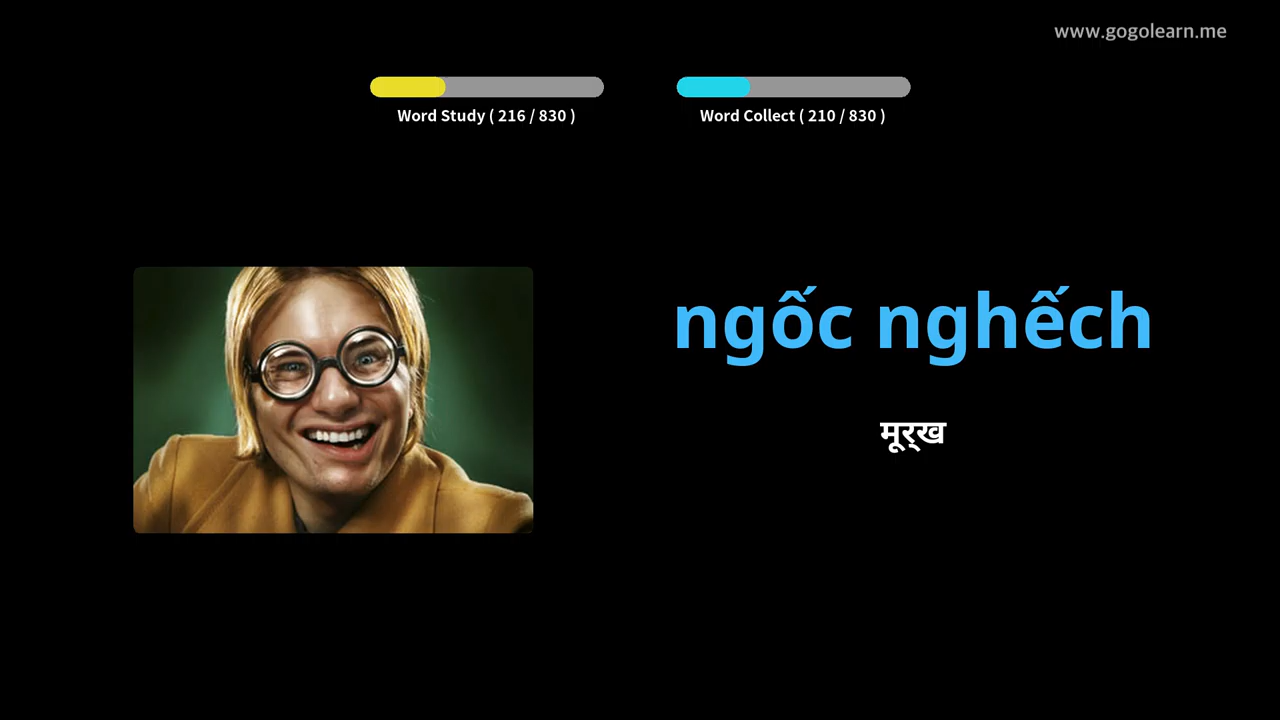 www.gogolearn.me
Word Study ( 216 / 830 )
Word Collect ( 210 / 830 )
ngốc nghếch
मूर्ख